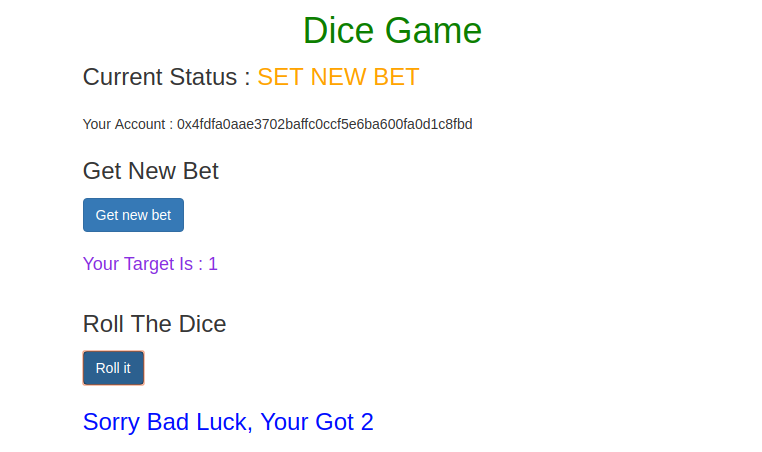 Dice Game
Current Status : SET NEW BET
Your Account : 0x4fdfa0aae3702baffc0ccf5e6ba600fa0d1c8fbd
Get New Bet
Get new bet
Your Target Is : 1
Roll The Dice
Roll it
Sorry Bad Luck, Your Got 2